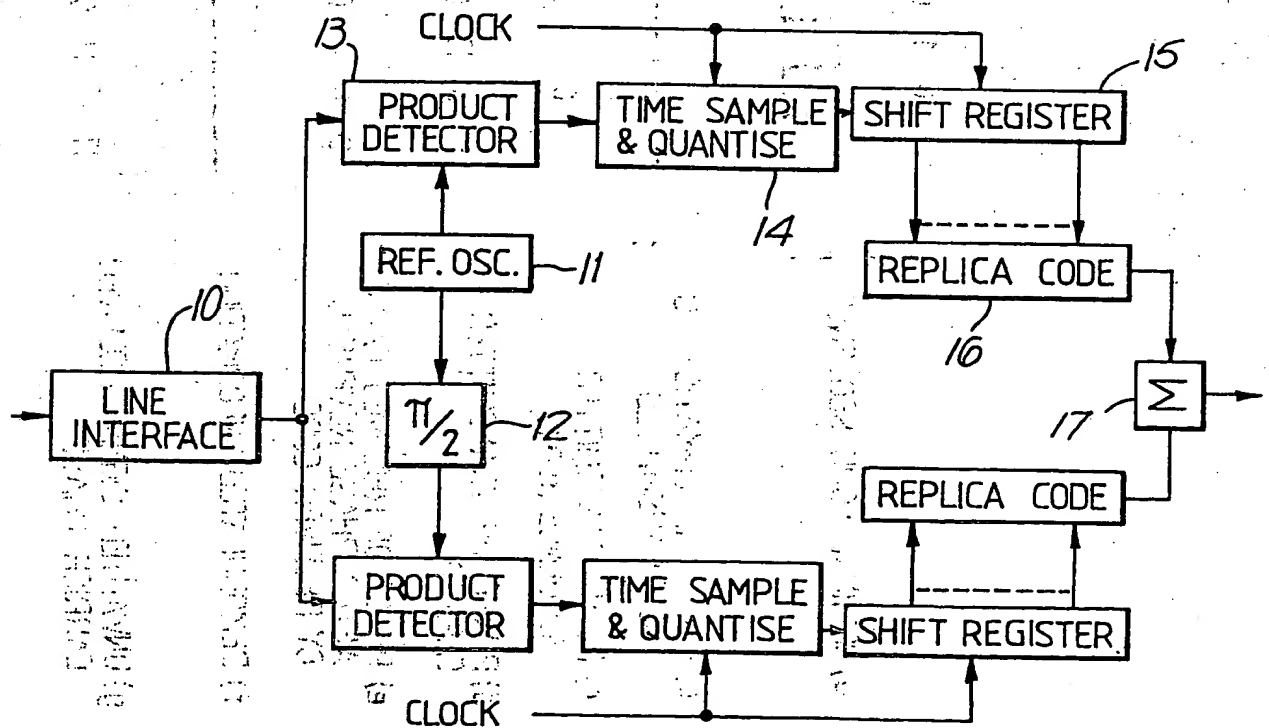 CLOCK
13
15
PRODUCT
DETECTOR
TIME SAMPLE
& QUANTISE
SHIFT REGISTER
14
REF. OSC.
11
REPLICA CODE
16
10
LINE
INTERFACE
π/2
12
17
Σ
REPLICA CODE
PRODUCT
DETECTOR
TIME SAMPLE
& QUANTISE
SHIFT REGISTER
CLOCK